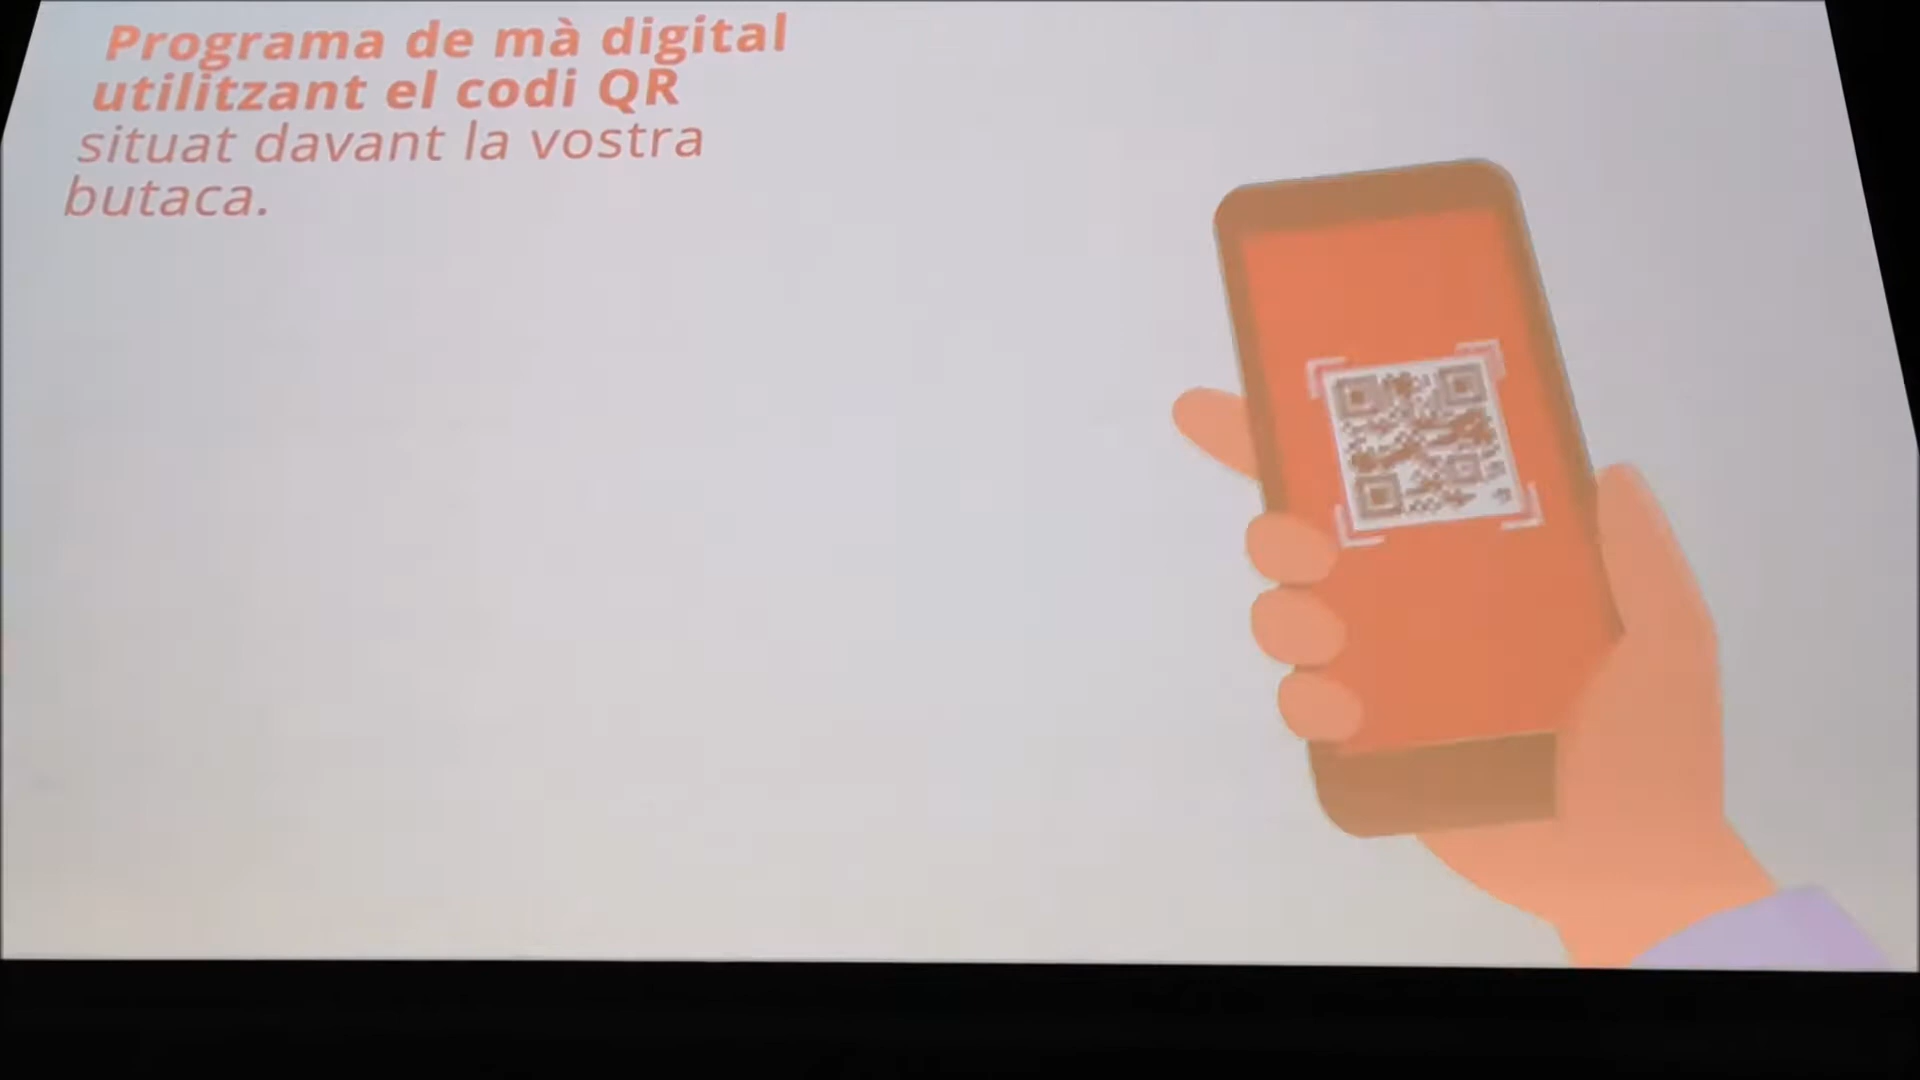 Programa de mà digital
utilitzant el codi QR
situat davant la vostra
butaca.